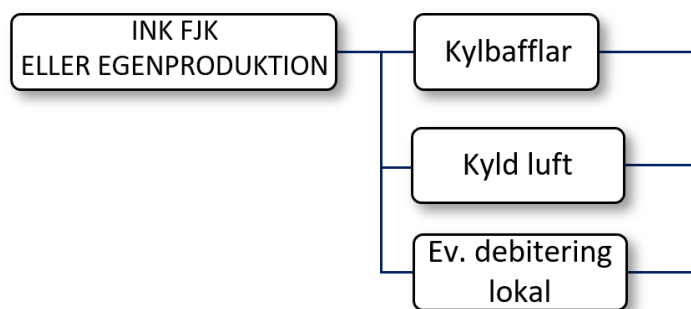 INK FJK
ELLER EGENPRODUKTION
Kylbafflar
Kyld luft
Ev. debitering
lokal